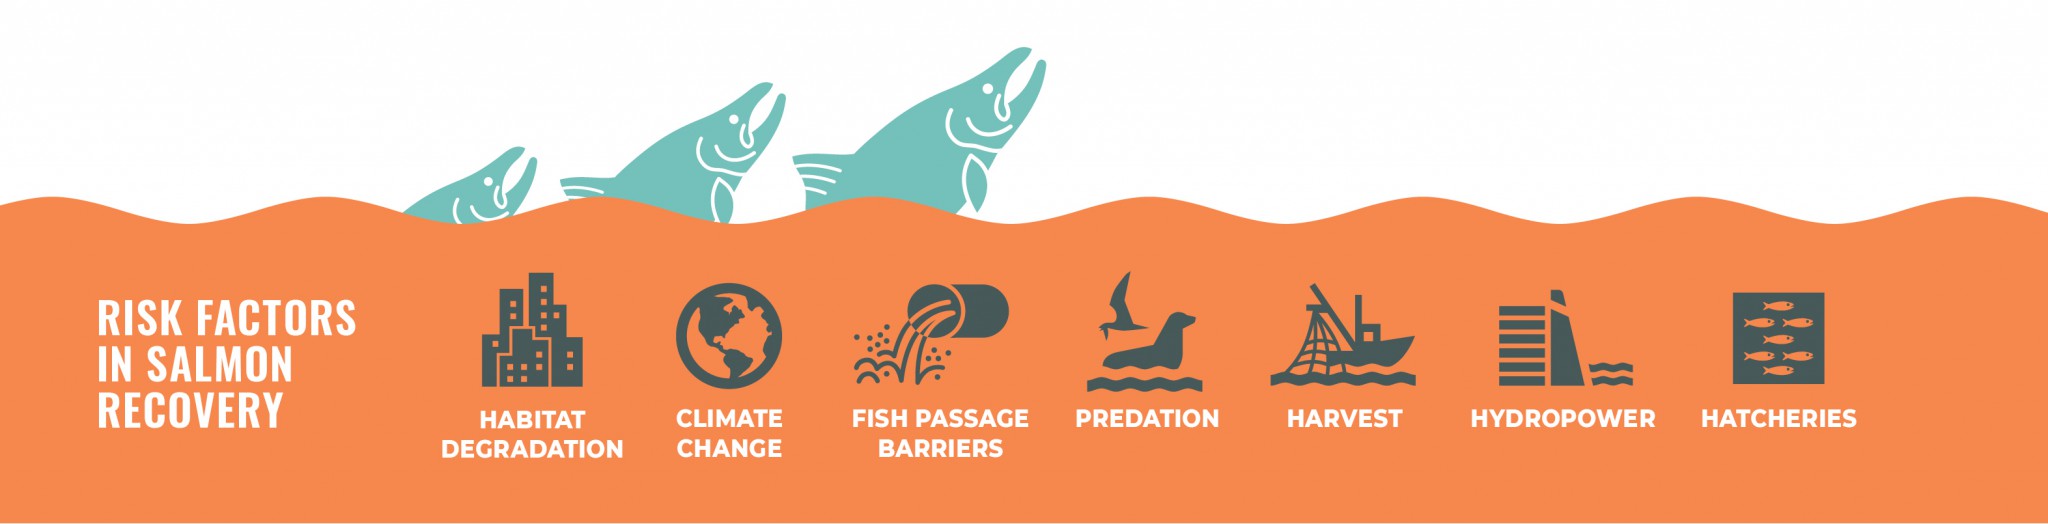 RISK FACTORS
IN SALMON
RECOVERY
HABITAT
DEGRADATION
CLIMATE
CHANGE
FISH PASSAGE
BARRIERS
PREDATION
HARVEST
HYDROPOWER
HATCHERIES